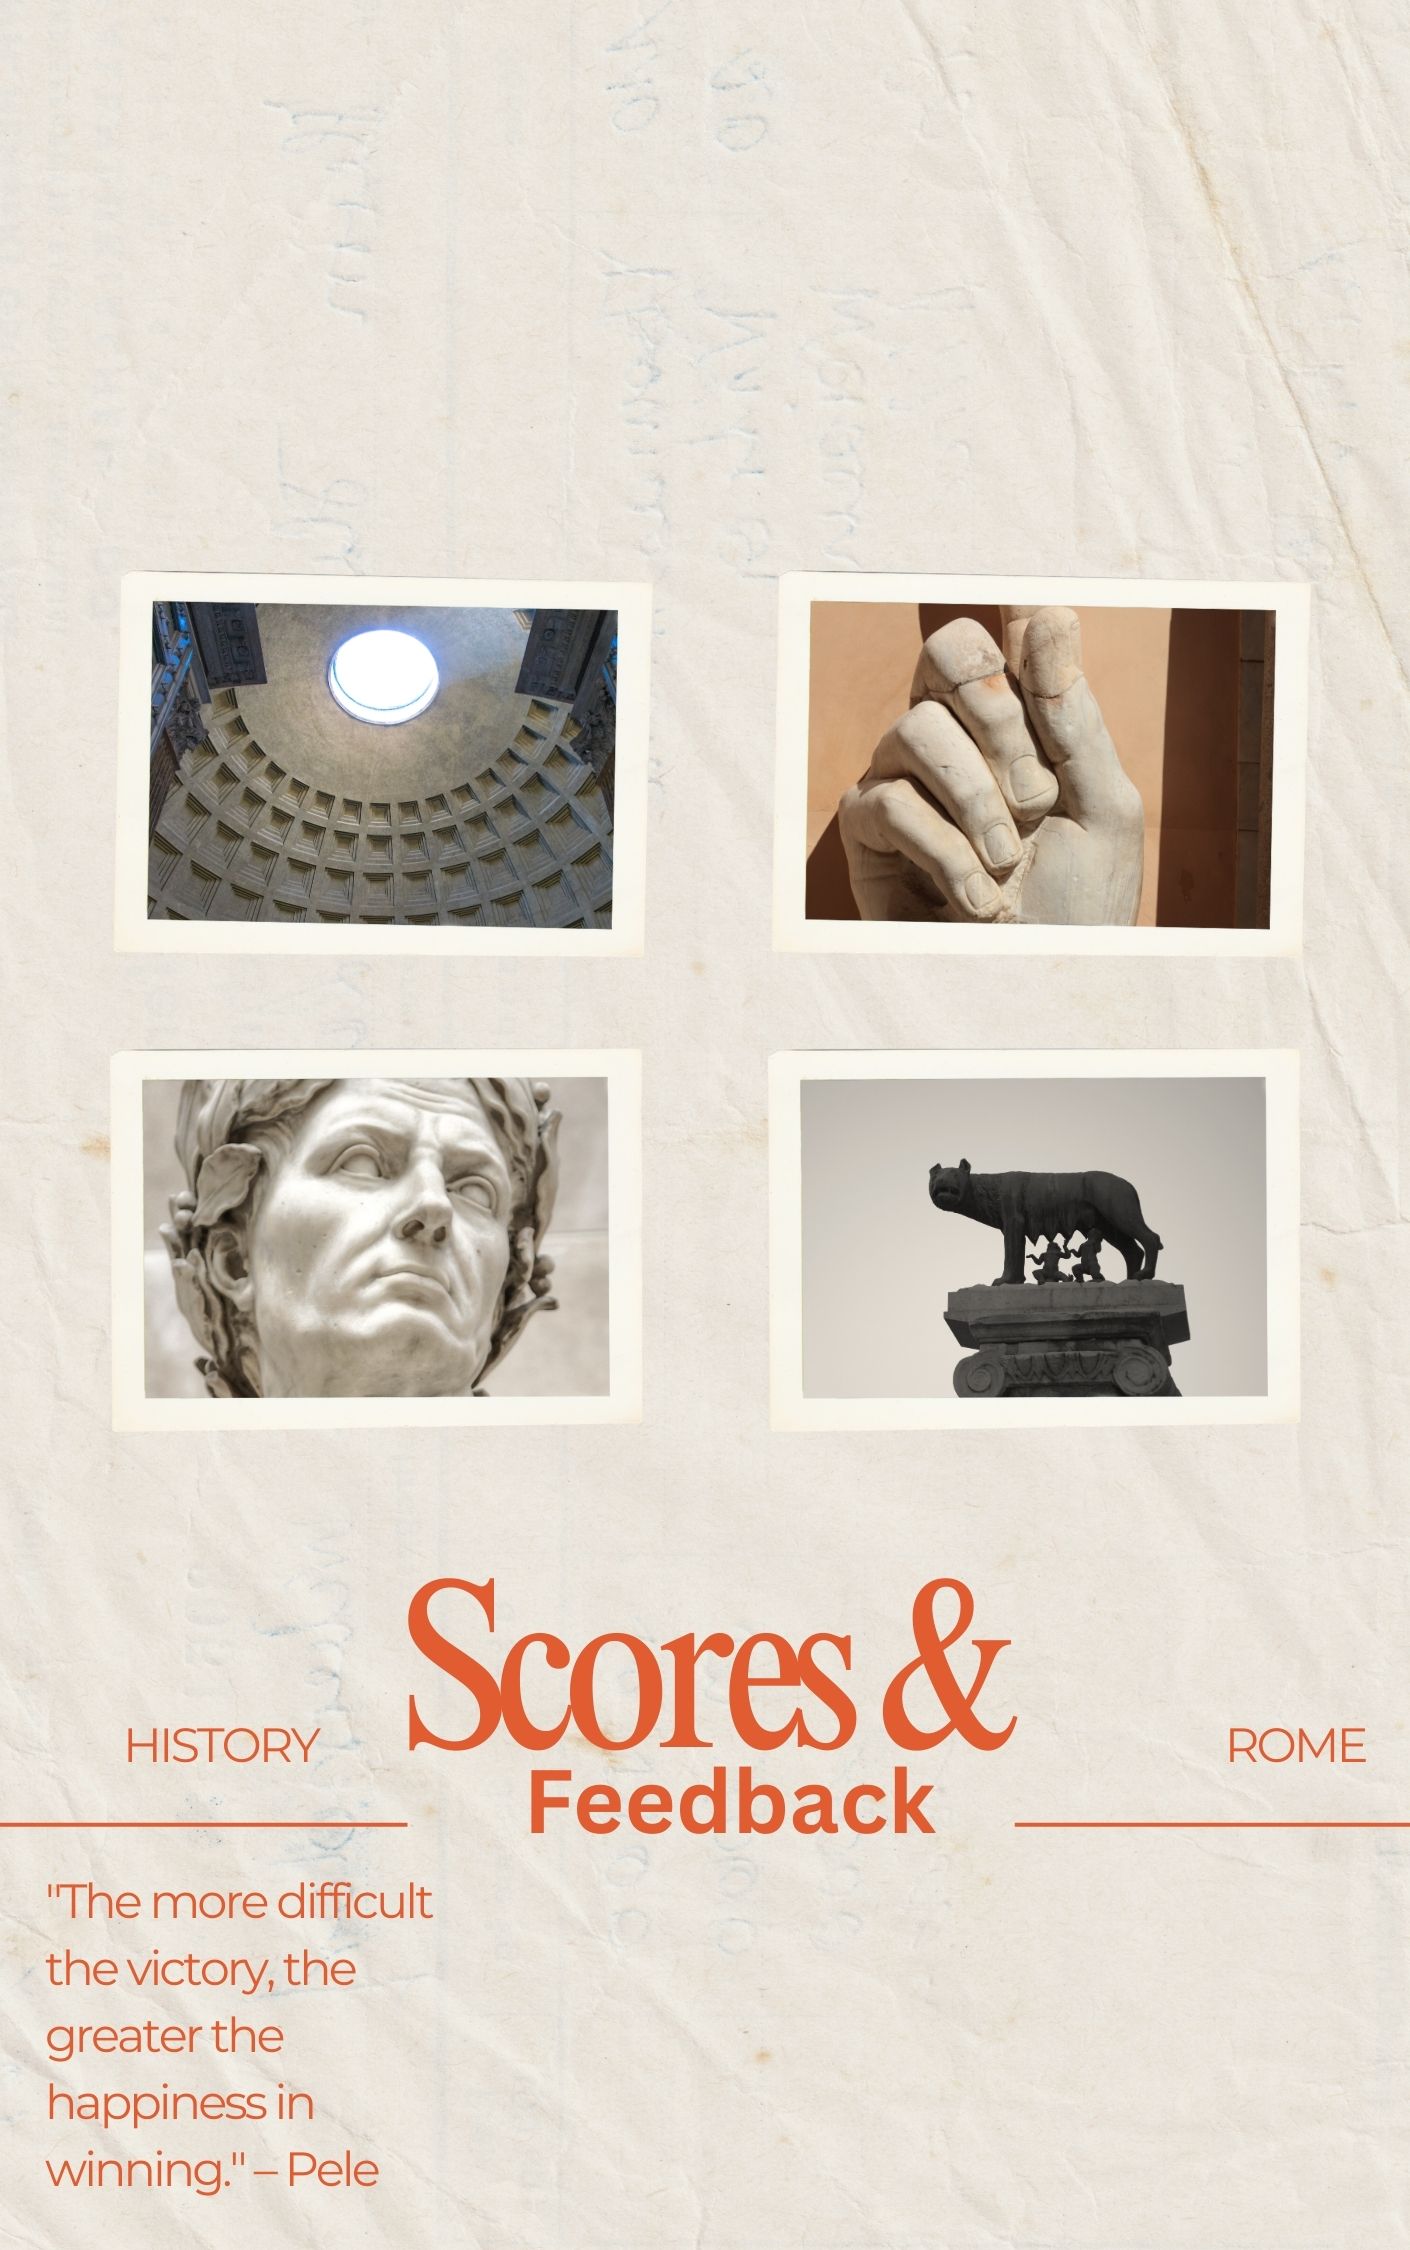 Scores &
Feedback
HISTORY
ROME
"The more difficult
the victory, the
greater the
happiness in
winning." – Pele